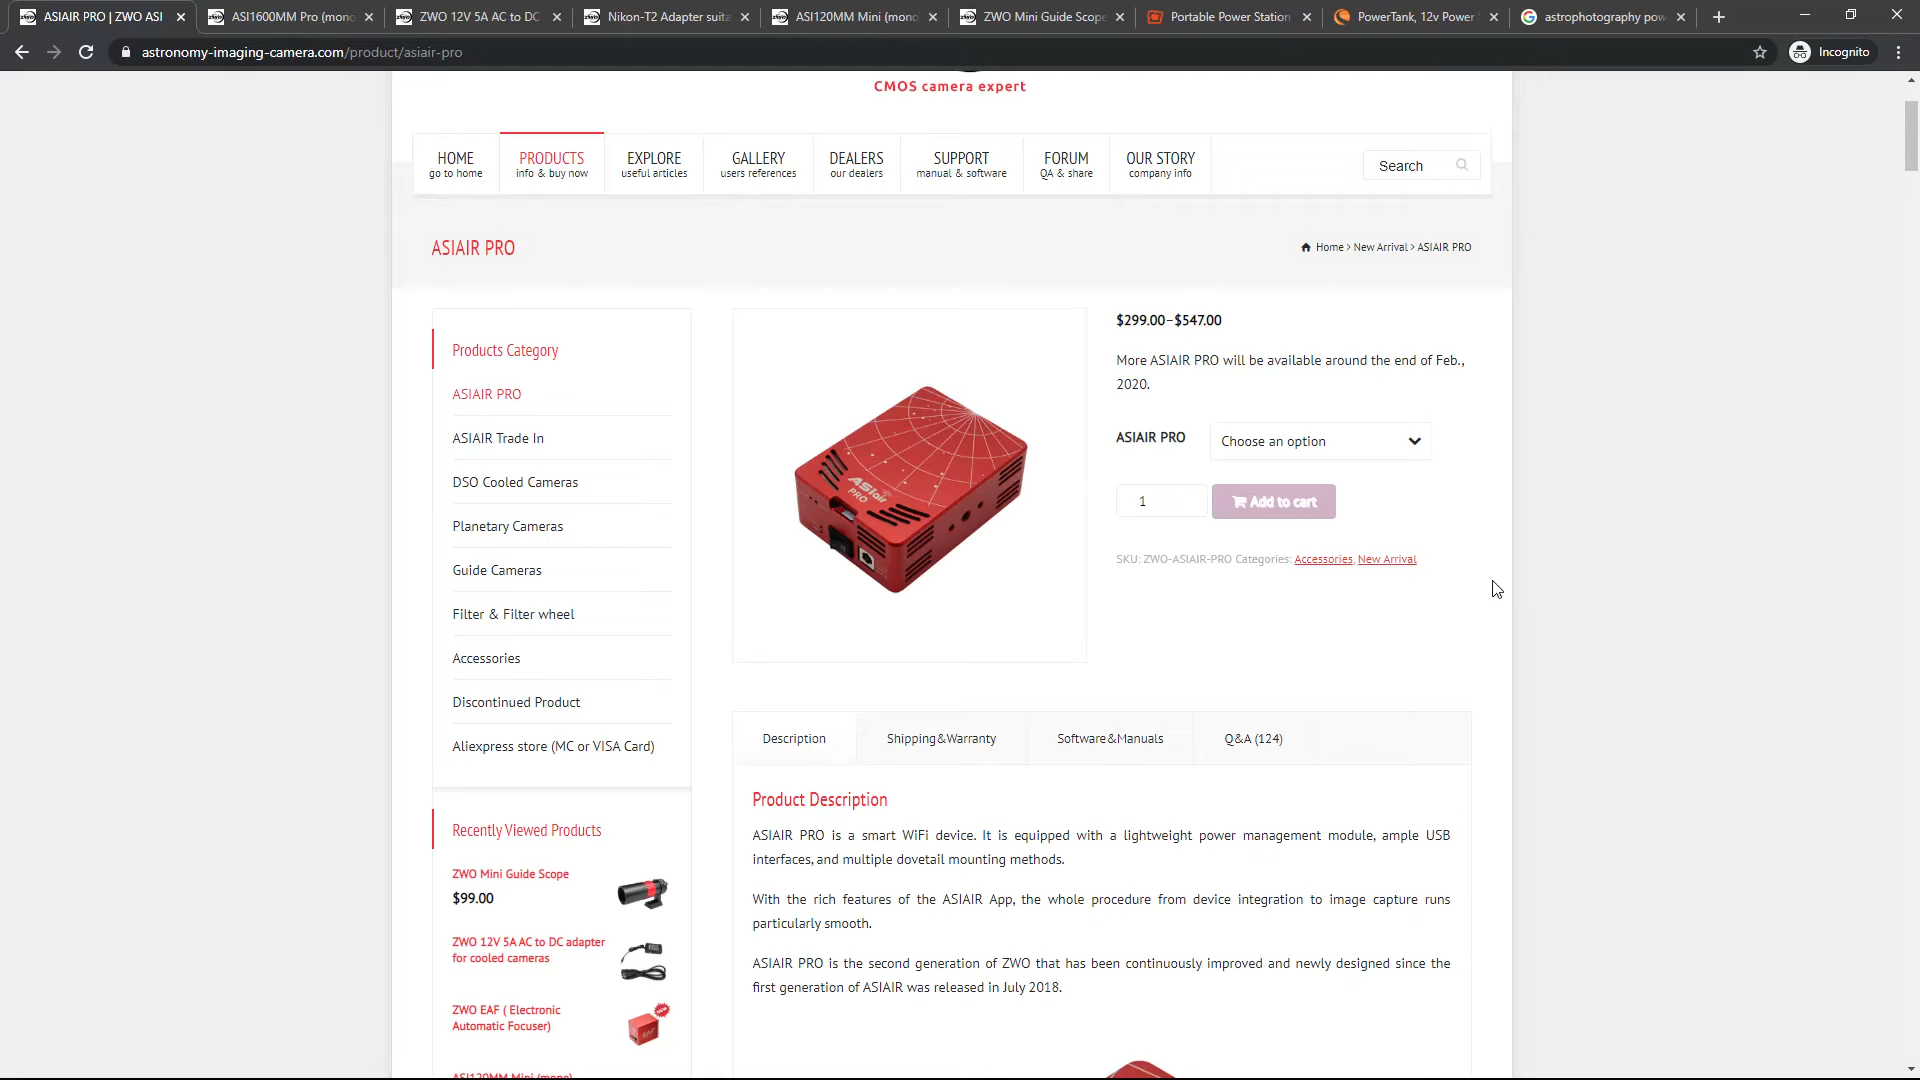 ASIAIR PRO | ZWO ASI
ASI1600MM Pro (mono
ZWO 12V 5A AC to DC
Nikon-T2 Adapter suita
ASI120MM Mini (mono
ZWO Mini Guide Scope
Portable Power Station
PowerTank, 12v Power
astrophotography pow
astronomy-imaging-camera.com/product/asiair-pro
Incognito
CMOS camera expert
HOME
go to home
PRODUCTS
info & buy now
EXPLORE
useful articles
GALLERY
users references
DEALERS
our dealers
SUPPORT
manual & software
FORUM
QA & share
OUR STORY
company info
Search
ASIAIR PRO
Home > New Arrival > ASIAIR PRO
Products Category
ASIAIR PRO
ASIAIR Trade In
DSO Cooled Cameras
Planetary Cameras
Guide Cameras
Filter & Filter wheel
Accessories
Discontinued Product
Aliexpress store (MC or VISA Card)
Recently Viewed Products
ZWO Mini Guide Scope
$99.00
ZWO 12V 5A AC to DC adapter
for cooled cameras
ZWO EAF ( Electronic
Automatic Focuser)
ASI120MM Mini (mono)
ASIair
PRO
$299.00–$547.00
More ASIAIR PRO will be available around the end of Feb.,
2020.
ASIAIR PRO
Choose an option
1
Add to cart
SKU: ZWO-ASIAIR-PRO Categories: Accessories, New Arrival
Description
Shipping&Warranty
Software&Manuals
Q&A (124)
Product Description
ASIAIR PRO is a smart WiFi device. It is equipped with a lightweight power management module, ample USB
interfaces, and multiple dovetail mounting methods.
With the rich features of the ASIAIR App, the whole procedure from device integration to image capture runs
particularly smooth.
ASIAIR PRO is the second generation of ZWO that has been continuously improved and newly designed since the
first generation of ASIAIR was released in July 2018.